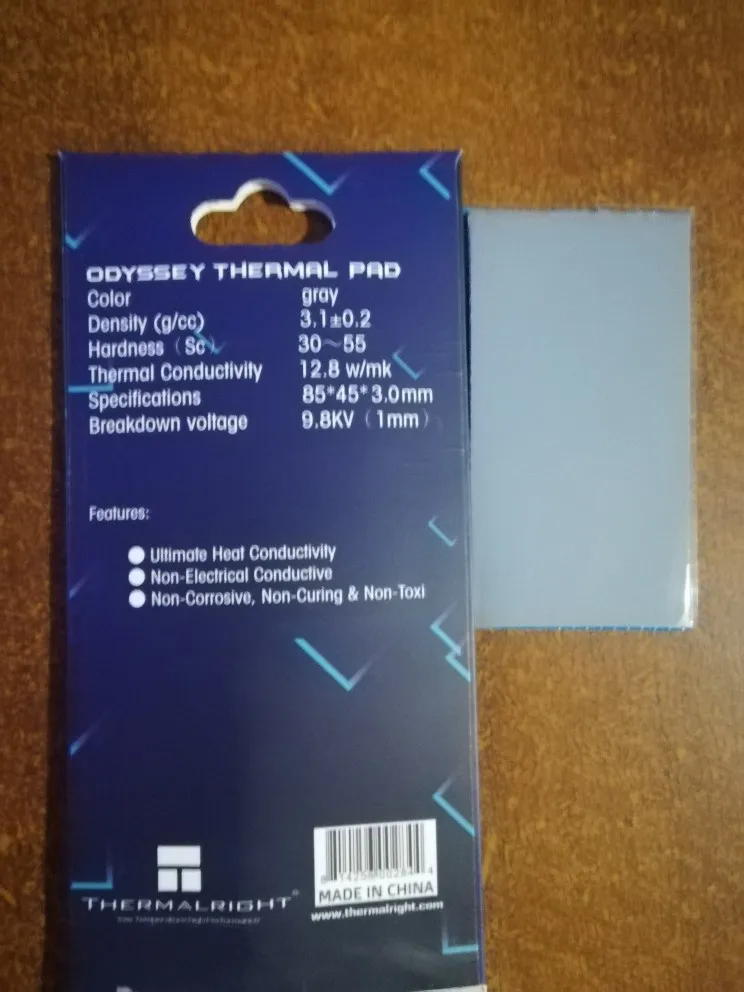 ODYSSEY THERMAL PAD
Color gray
Density (g/cc) 3.1±0.2
Hardness（Sc） 30～55
Thermal Conductivity 12.8 w/mk
Specifications 85*45*3.0mm
Breakdown voltage 9.8KV（1mm）
Features:
● Ultimate Heat Conductivity
● Non-Electrical Conductive
● Non-Corrosive, Non-Curing & Non-Toxi
THERMALRIGHT®
MADE IN CHINA
www.thermalright.com